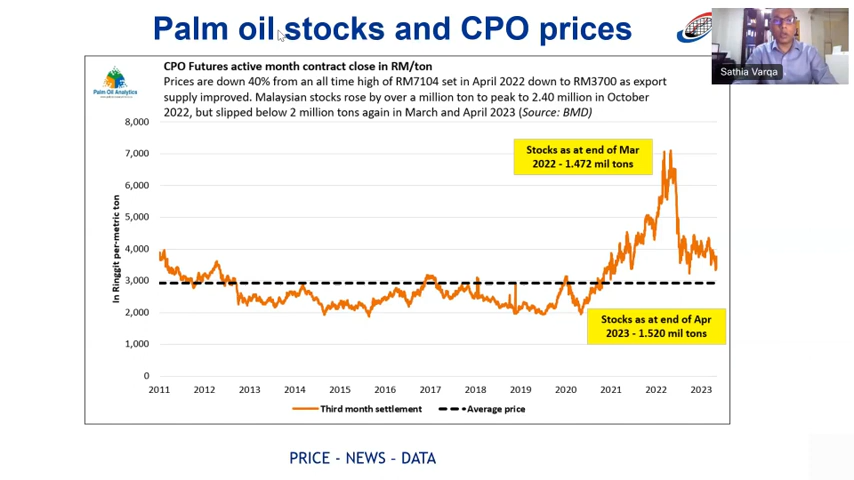 Palm oil stocks and CPO prices
Sathia Varqa
Palm Oil Analytics
CPO Futures active month contract close in RM/ton
Prices are down 40% from an all time high of RM7104 set in April 2022 down to RM3700 as export
supply improved. Malaysian stocks rose by over a million ton to peak to 2.40 million in October
2022, but slipped below 2 million tons again in March and April 2023 (Source: BMD)
8,000
7,000
6,000
5,000
4,000
3,000
2,000
1,000
0
In Ringgit per-metric ton
Stocks as at end of Mar
2022 - 1.472 mil tons
Stocks as at end of Apr
2023 - 1.520 mil tons
2011 2012 2013 2014 2015 2016 2017 2018 2019 2020 2021 2022 2023
Third month settlement Average price
PRICE - NEWS - DATA